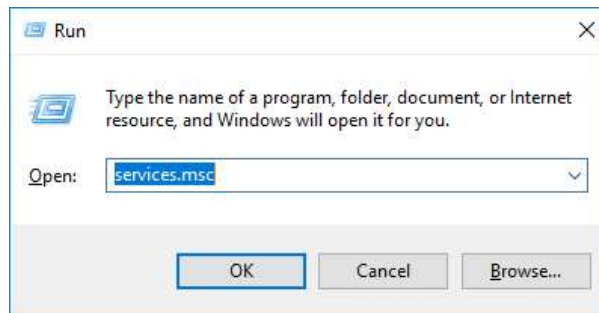 Run
Type the name of a program, folder, document, or Internet
resource, and Windows will open it for you.
Open: services.msc
OK Cancel Browse...